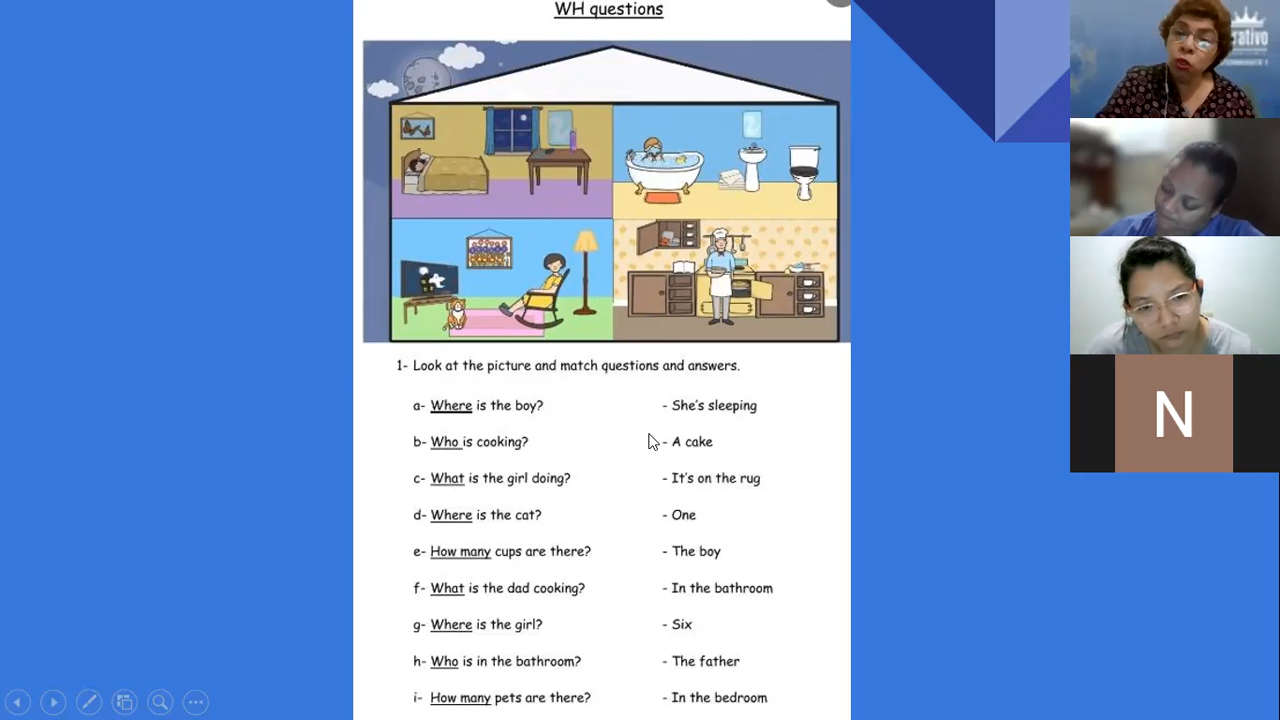 WH questions
1- Look at the picture and match questions and answers.
a- Where is the boy? - She's sleeping
b- Who is cooking? - A cake
c- What is the girl doing? - It's on the rug
d- Where is the cat? - One
e- How many cups are there? - The boy
f- What is the dad cooking? - In the bathroom
g- Where is the girl? - Six
h- Who is in the bathroom? - The father
i- How many pets are there? - In the bedroom
rativo
N